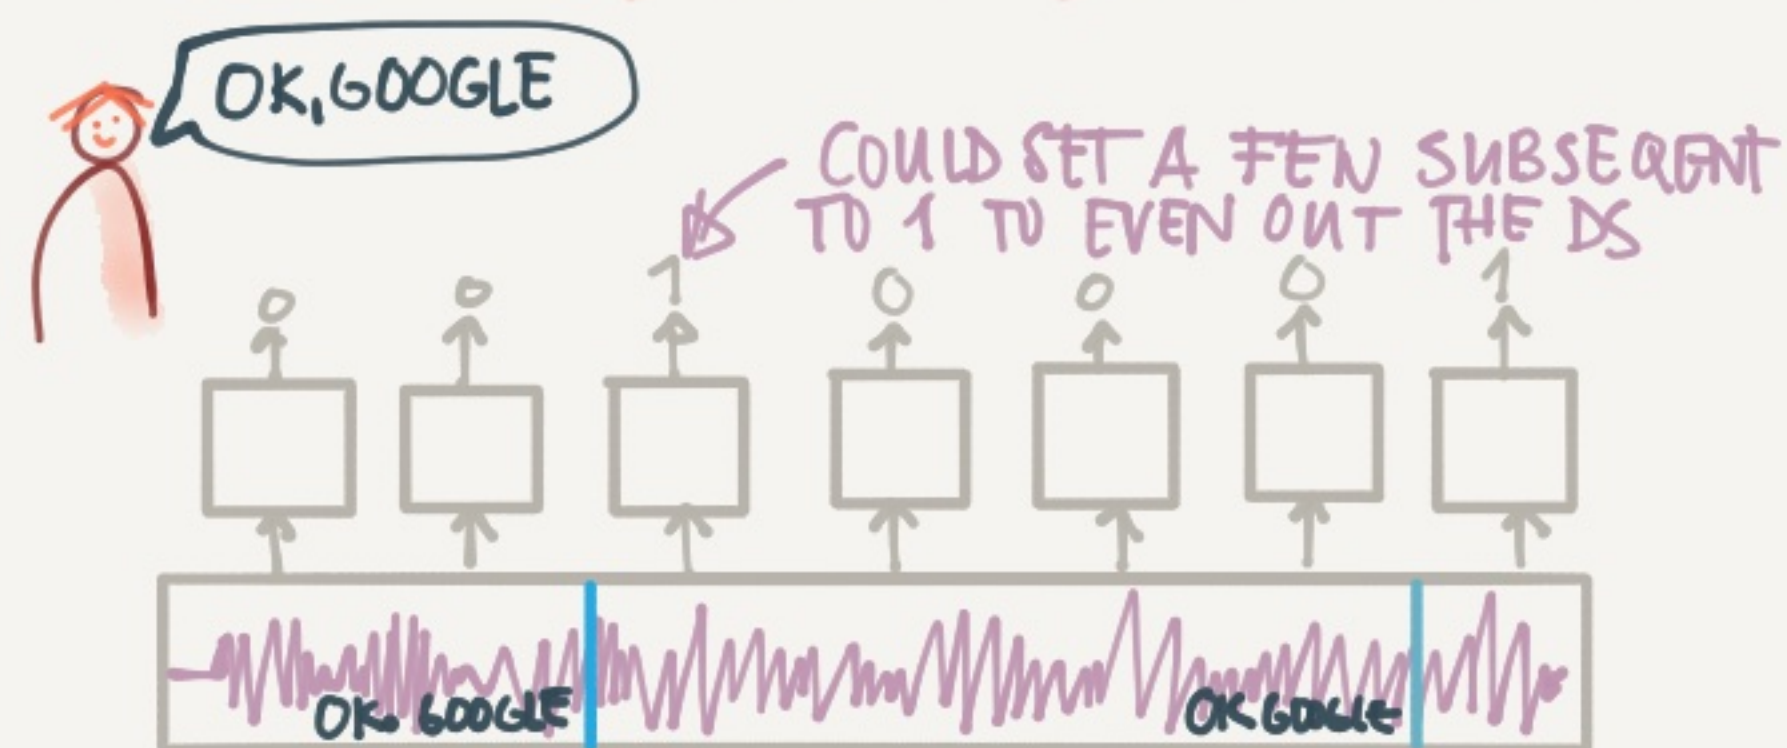 OK, GOOGLE
COULD SET A FEW SUBSEQENT
TO 1 TO EVEN OUT THE DS
0 0 1 0 0 0 1
OK. GOOGLE OK GOOGLE